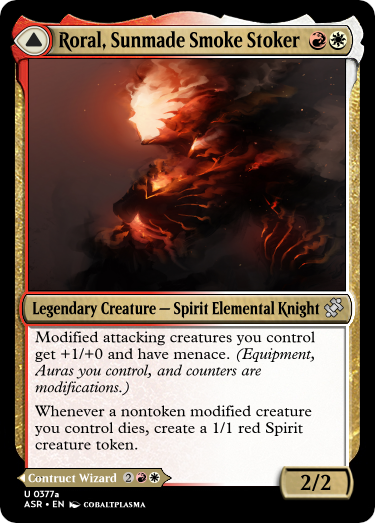 Roral, Sunmade Smoke Stoker
Legendary Creature — Spirit Elemental Knight
Modified attacking creatures you control
get +1/+0 and have menace. (Equipment,
Auras you control, and counters are
modifications.)
Whenever a nontoken modified creature
you control dies, create a 1/1 red Spirit
creature token.
Contruct Wizard 2
2/2
U 0377a
ASR • EN COBALTPLASMA